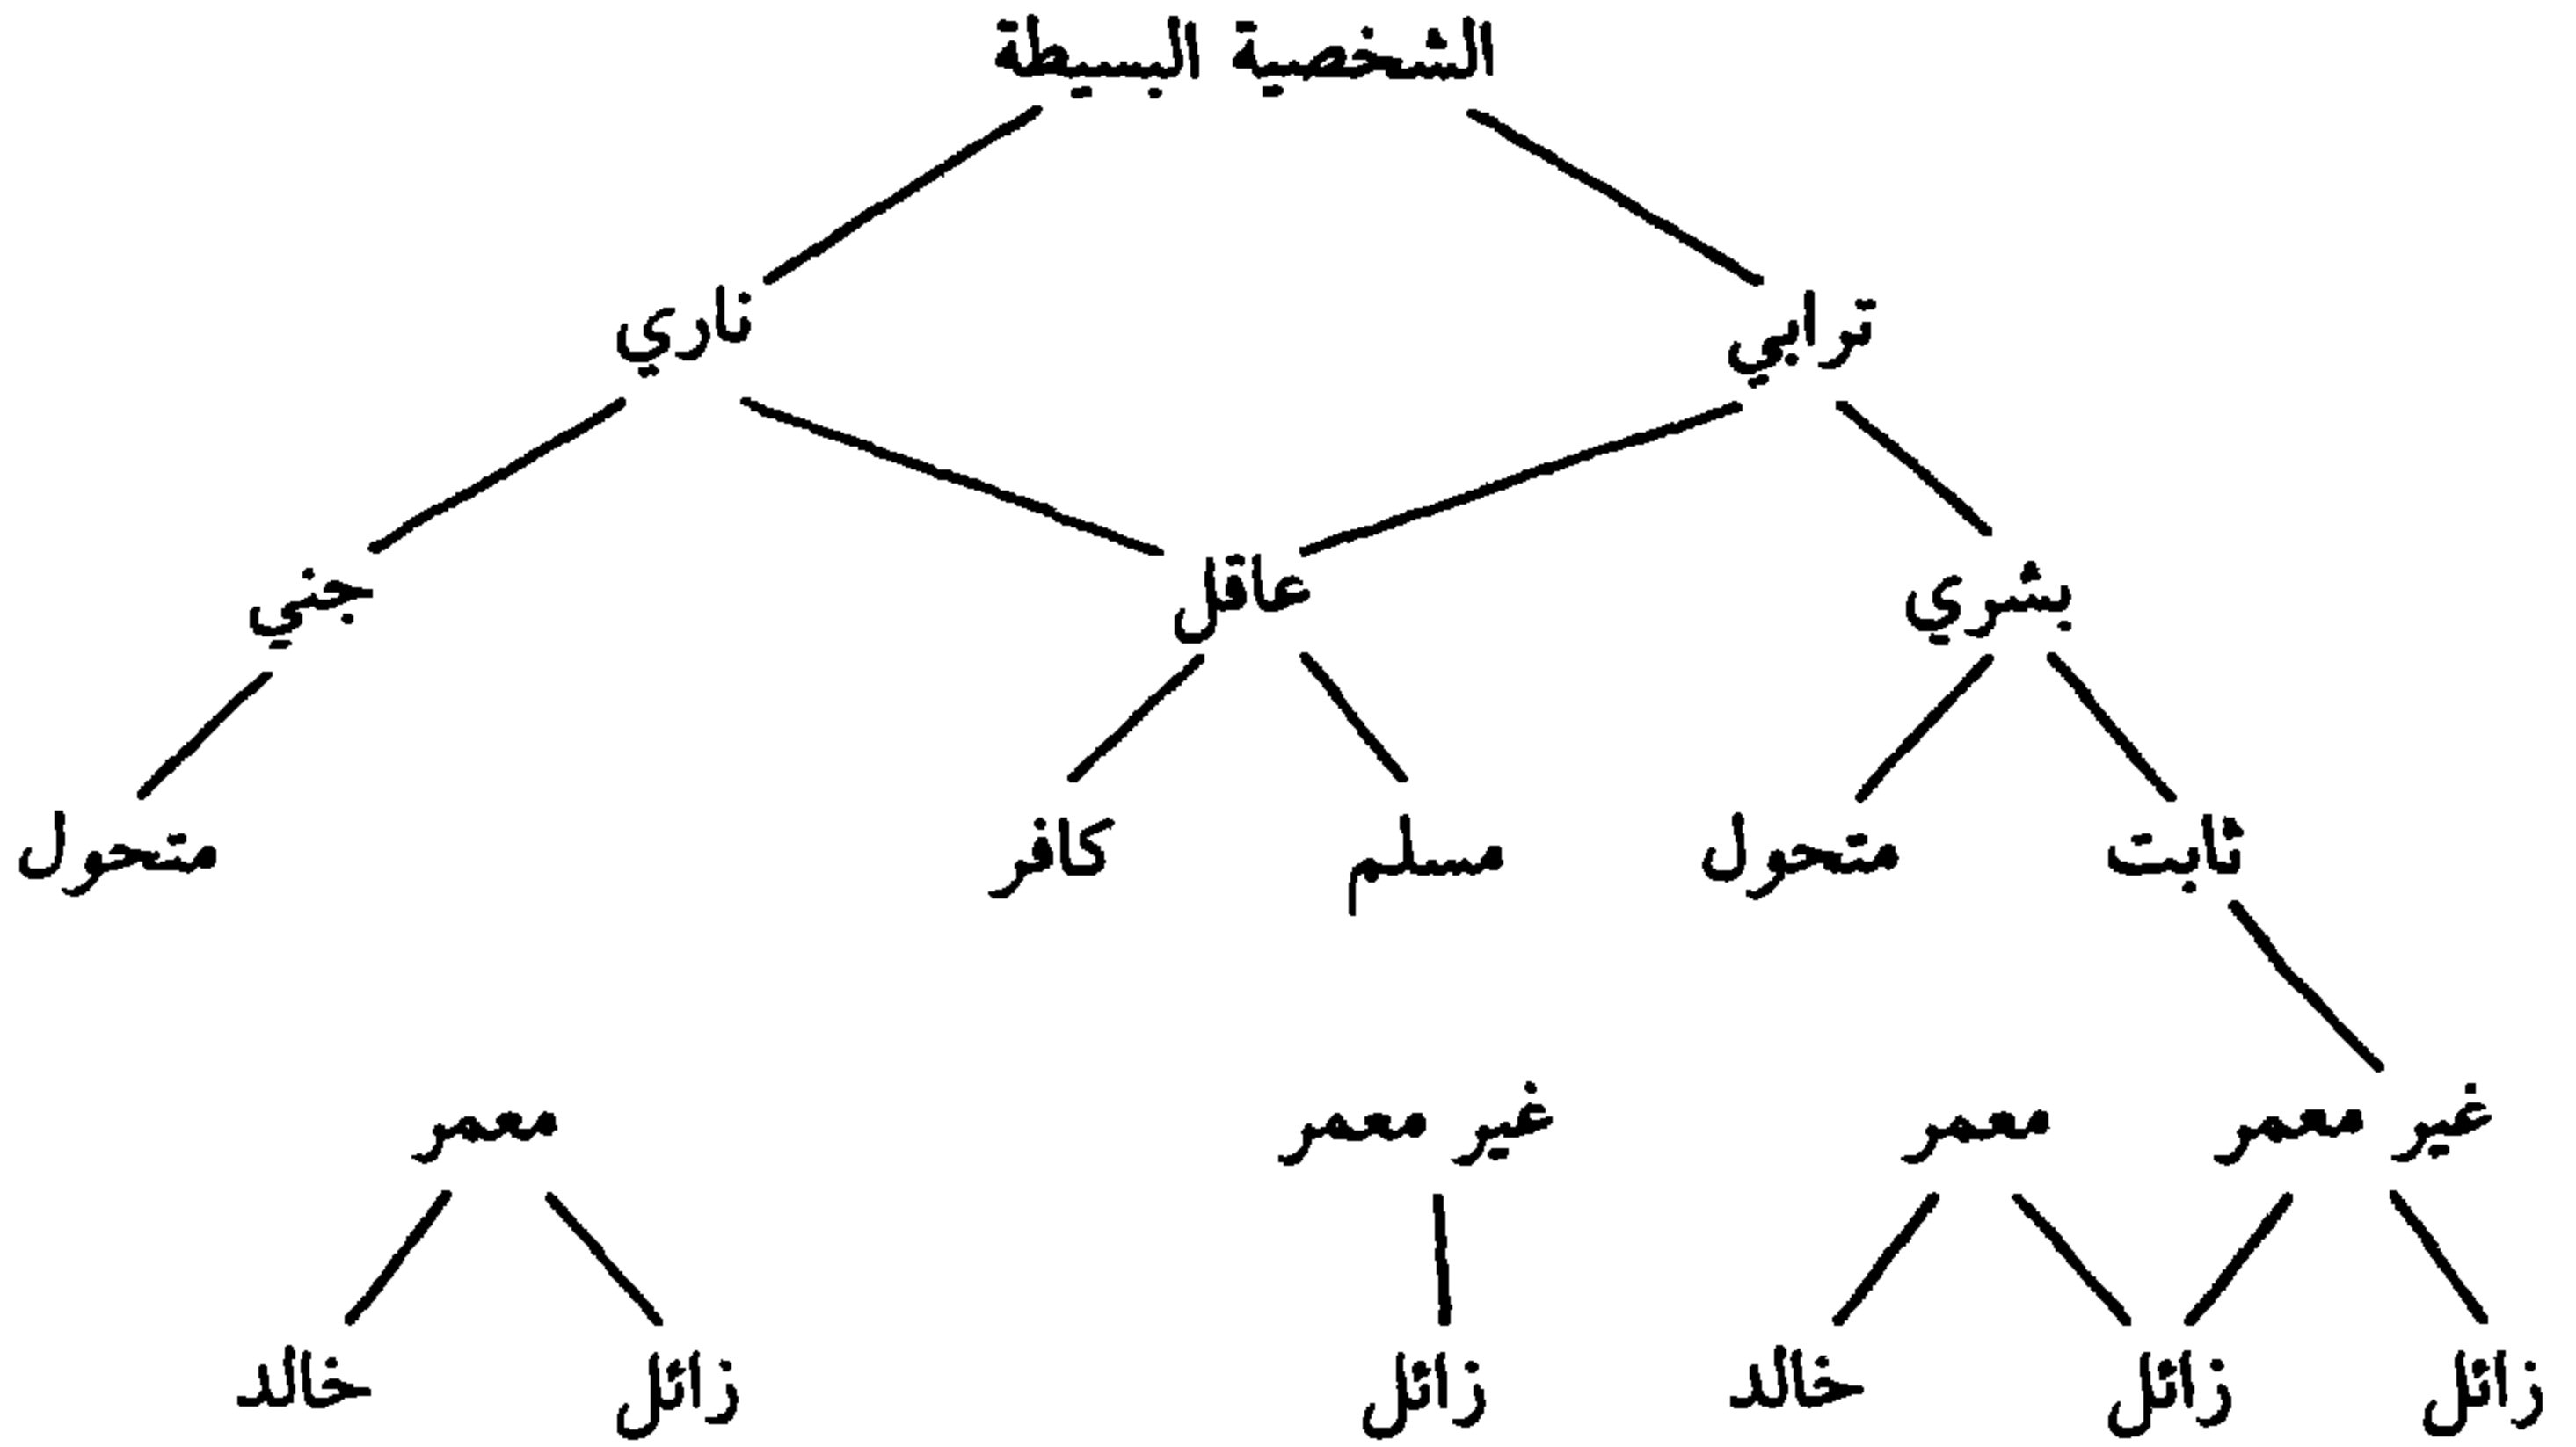 الشخصية البسيطة
ترابي ناري
بشري عاقل جني
ثابت متحول مسلم كافر متحول
غير معمر معمر غير معمر معمر
زائل زائل خالد زائل زائل خالد